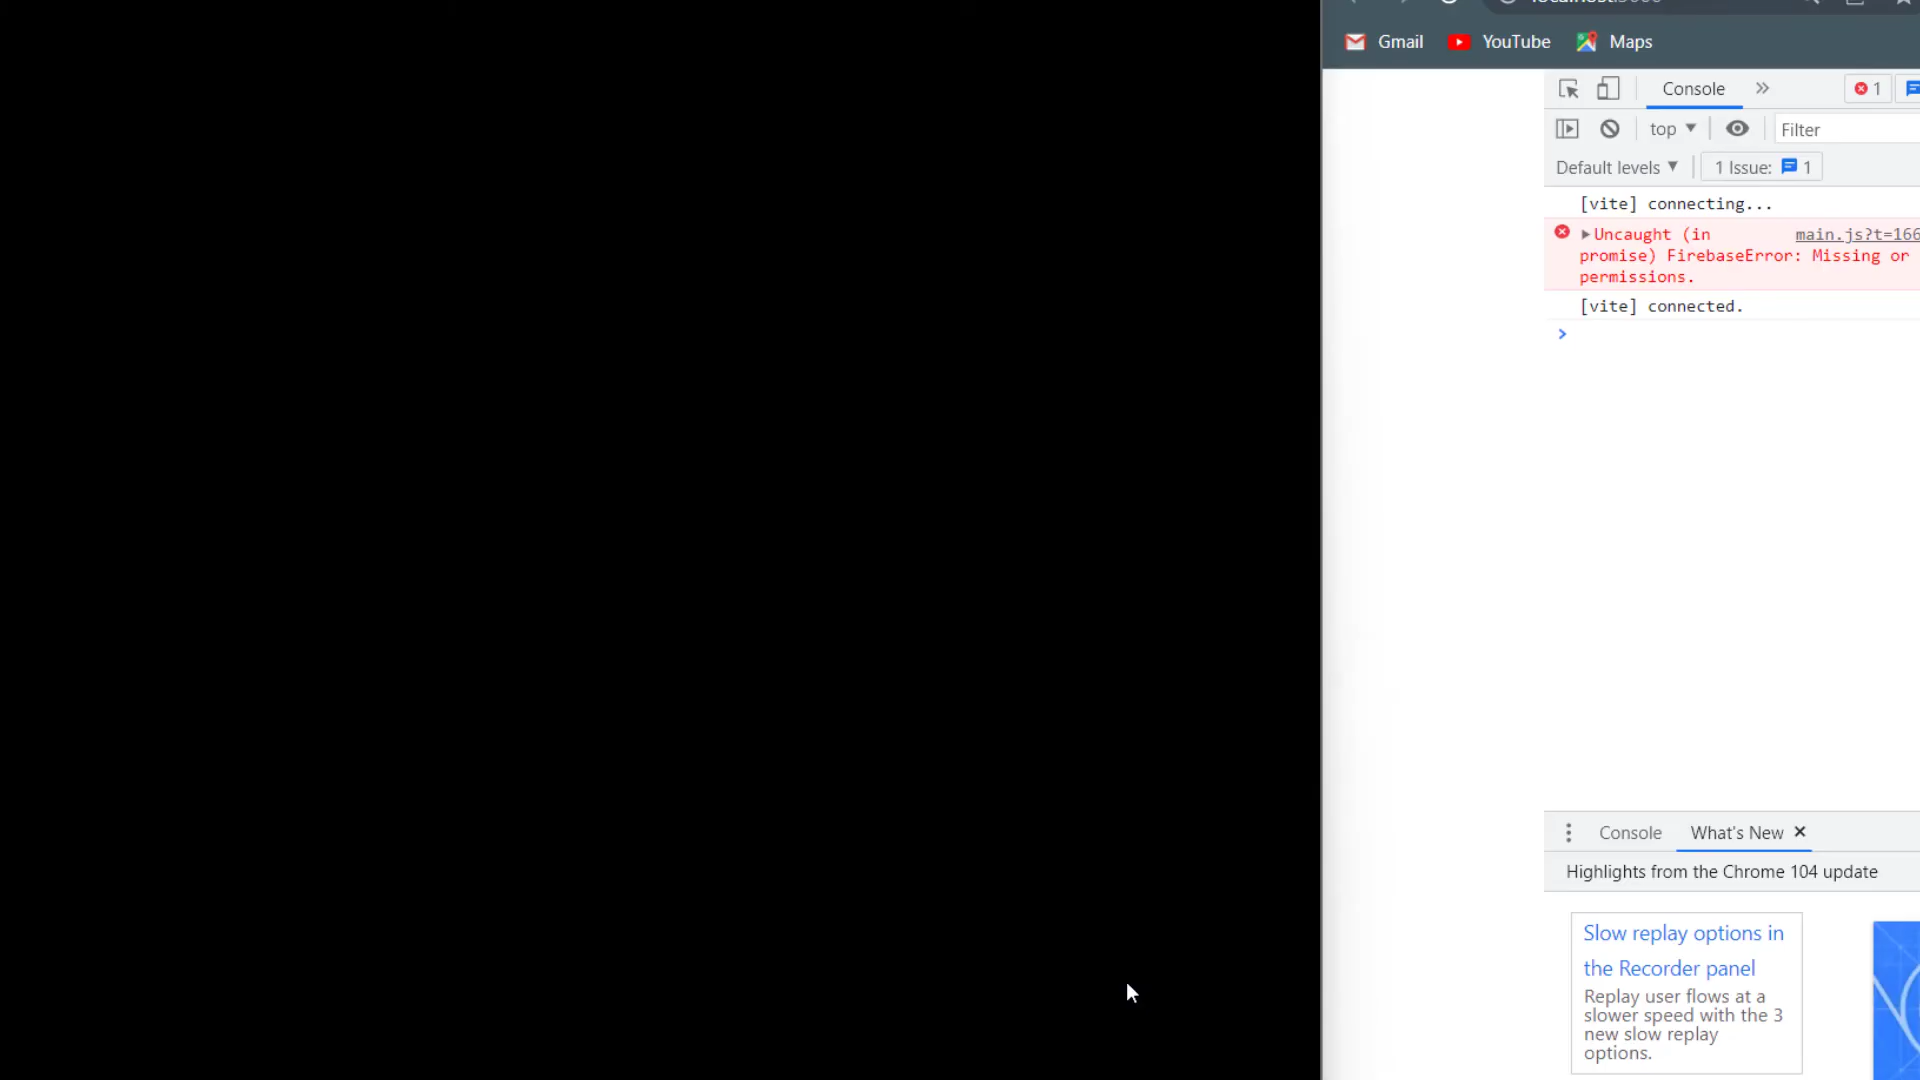 Gmail YouTube Maps
Console 1
top Filter
Default levels 1 Issue: 1
[vite] connecting...
Uncaught (in main.js?t=166
promise) FirebaseError: Missing or
permissions.
[vite] connected.
>
Console What's New
Highlights from the Chrome 104 update
Slow replay options in
the Recorder panel
Replay user flows at a
slower speed with the 3
new slow replay
options.